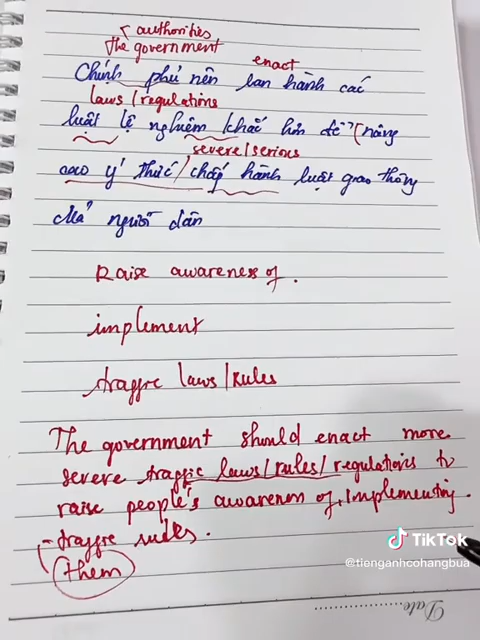 authorities
The government
enact
Chính phủ nên ban hành các
laws/regulations
luật lệ nghiêm khắc hơn để (nâng
severe/serious
cao ý thức/chấp hành luật giao thông
của người dân
Raise awareness of.
implement
traffic laws/rules
The government should enact more
severe traffic laws/rules/regulations to
raise people's awareness of implementing.
- traffic rules.
them
TikTok
@tienganhcohangbua
Date